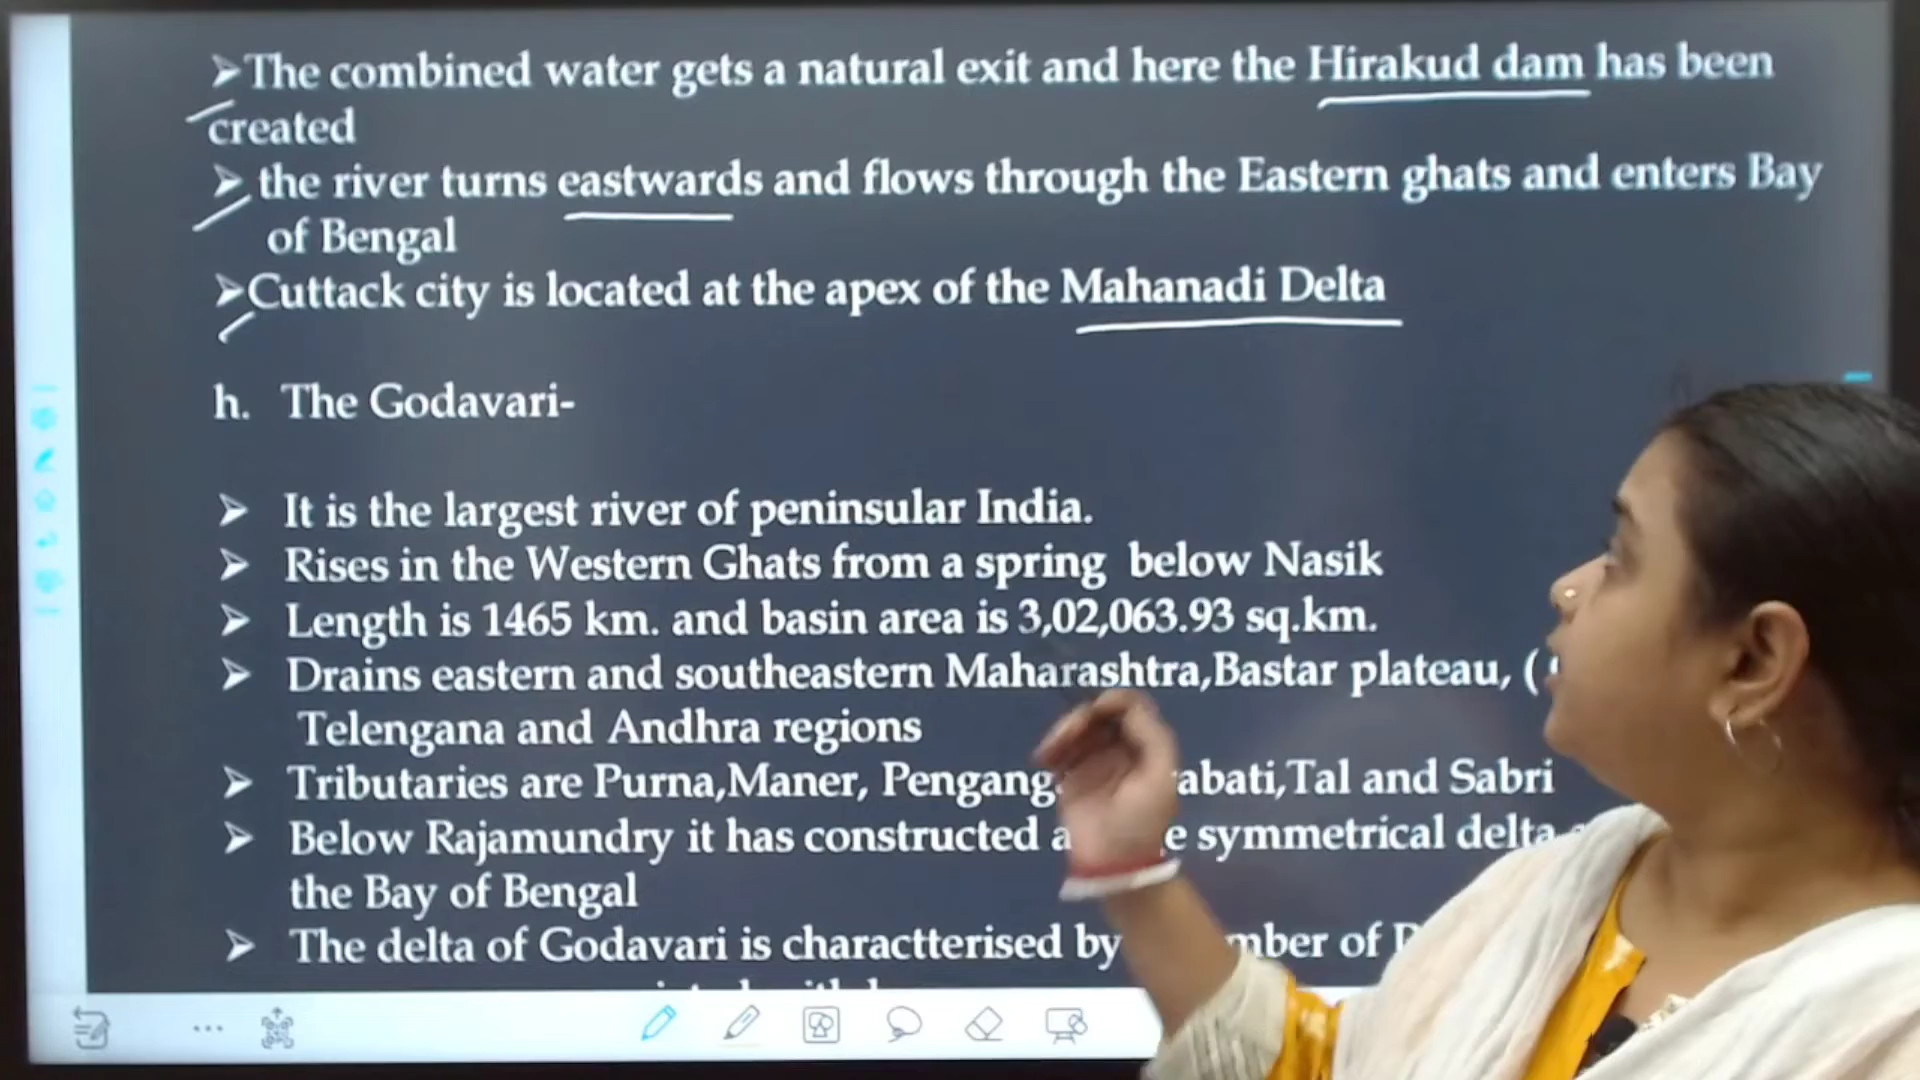 ➢The combined water gets a natural exit and here the Hirakud dam has been
created
➢ the river turns eastwards and flows through the Eastern ghats and enters Bay
of Bengal
➢Cuttack city is located at the apex of the Mahanadi Delta
h. The Godavari-
➢ It is the largest river of peninsular India.
➢ Rises in the Western Ghats from a spring below Nasik
➢ Length is 1465 km. and basin area is 3,02,063.93 sq.km.
➢ Drains eastern and southeastern Maharashtra,Bastar plateau, (
Telengana and Andhra regions
➢ Tributaries are Purna,Maner, Tal and Sabri
➢ Below Rajamundry it has constructed symmetrical delta
the Bay of Bengal
➢ The delta of Godavari is charactterised by of